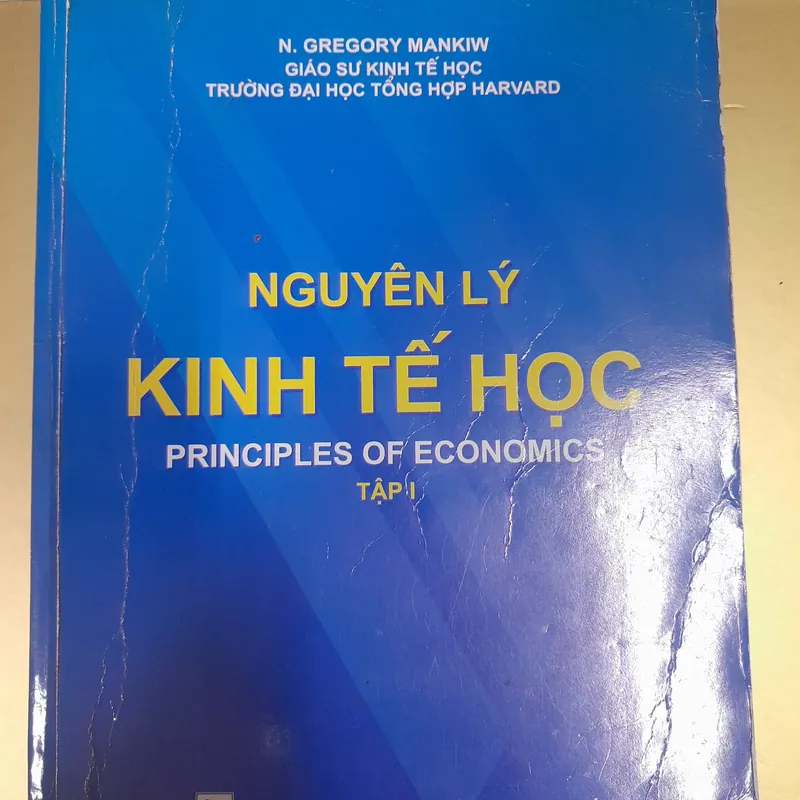 N. GREGORY MANKIW
GIÁO SƯ KINH TẾ HỌC
TRƯỜNG ĐẠI HỌC TỔNG HỢP HARVARD
NGUYÊN LÝ
KINH TẾ HỌC
PRINCIPLES OF ECONOMICS
TẬP I